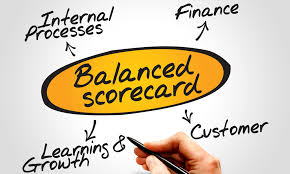 Internal
Processes
Finance
Balanced
scorecard
Learning &
Growth
Customer